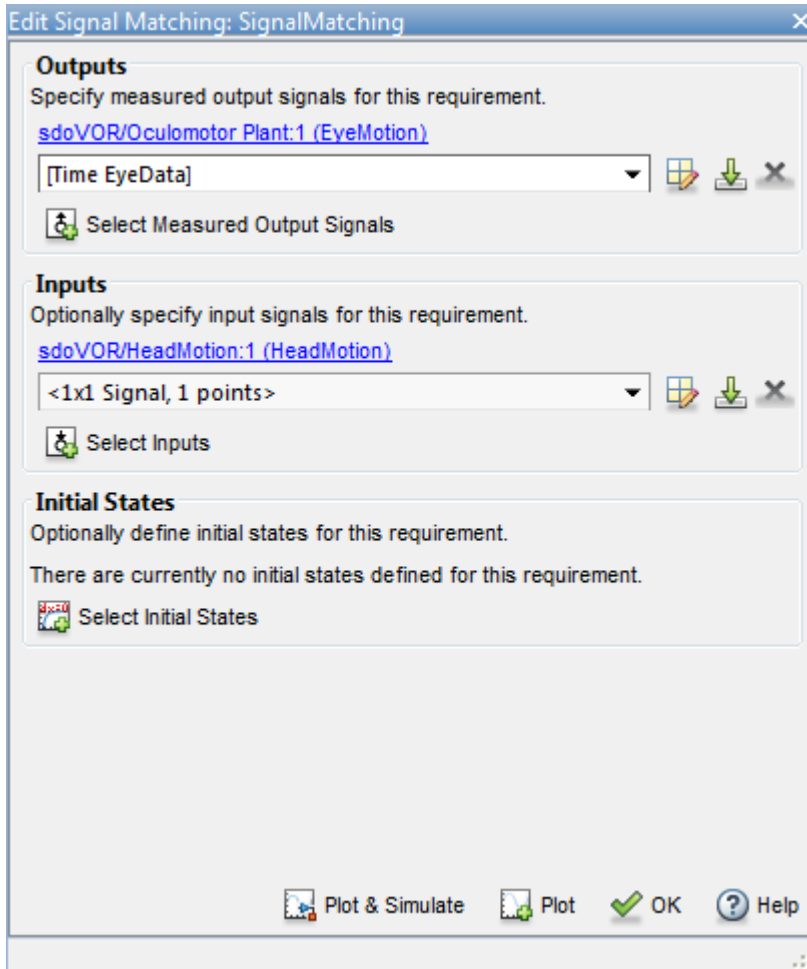 Edit Signal Matching: SignalMatching
Outputs
Specify measured output signals for this requirement.
sdoVOR/Oculomotor Plant:1 (EyeMotion)
[Time EyeData]
Select Measured Output Signals
Inputs
Optionally specify input signals for this requirement.
sdoVOR/HeadMotion:1 (HeadMotion)
<1x1 Signal, 1 points>
Select Inputs
Initial States
Optionally define initial states for this requirement.
There are currently no initial states defined for this requirement.
Select Initial States
Plot & Simulate Plot OK Help